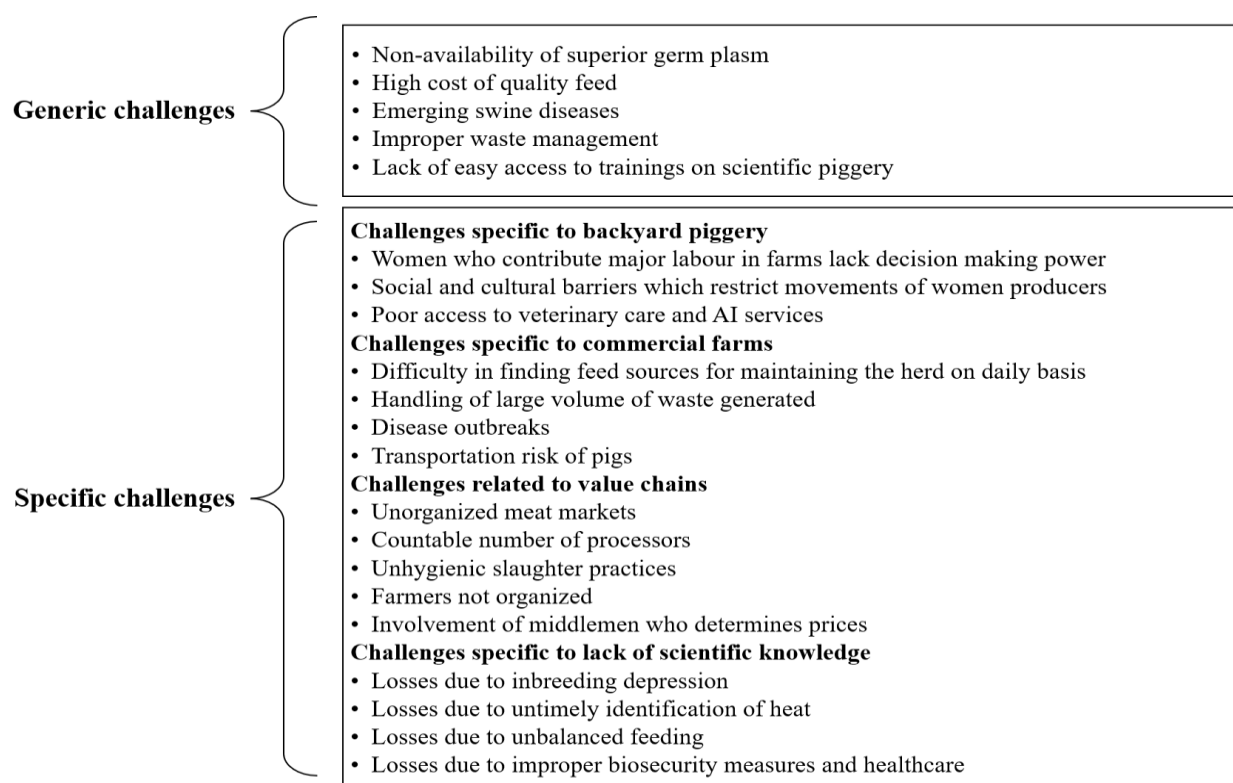 Generic challenges
• Non-availability of superior germ plasm
• High cost of quality feed
• Emerging swine diseases
• Improper waste management
• Lack of easy access to trainings on scientific piggery
Specific challenges
Challenges specific to backyard piggery
• Women who contribute major labour in farms lack decision making power
• Social and cultural barriers which restrict movements of women producers
• Poor access to veterinary care and AI services
Challenges specific to commercial farms
• Difficulty in finding feed sources for maintaining the herd on daily basis
• Handling of large volume of waste generated
• Disease outbreaks
• Transportation risk of pigs
Challenges related to value chains
• Unorganized meat markets
• Countable number of processors
• Unhygienic slaughter practices
• Farmers not organized
• Involvement of middlemen who determines prices
Challenges specific to lack of scientific knowledge
• Losses due to inbreeding depression
• Losses due to untimely identification of heat
• Losses due to unbalanced feeding
• Losses due to improper biosecurity measures and healthcare